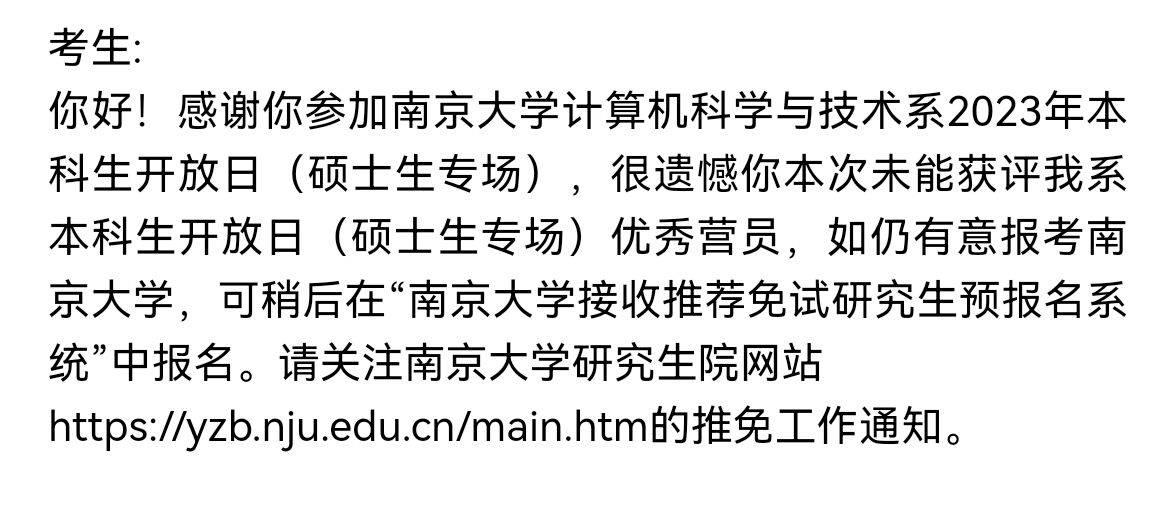 考生:
你好！感谢你参加南京大学计算机科学与技术系2023年本
科生开放日（硕士生专场），很遗憾你本次未能获评我系
本科生开放日（硕士生专场）优秀营员，如仍有意报考南
京大学，可稍后在“南京大学接收推荐免试研究生预报名系
统”中报名。请关注南京大学研究生院网站
https://yzb.nju.edu.cn/main.htm的推免工作通知。